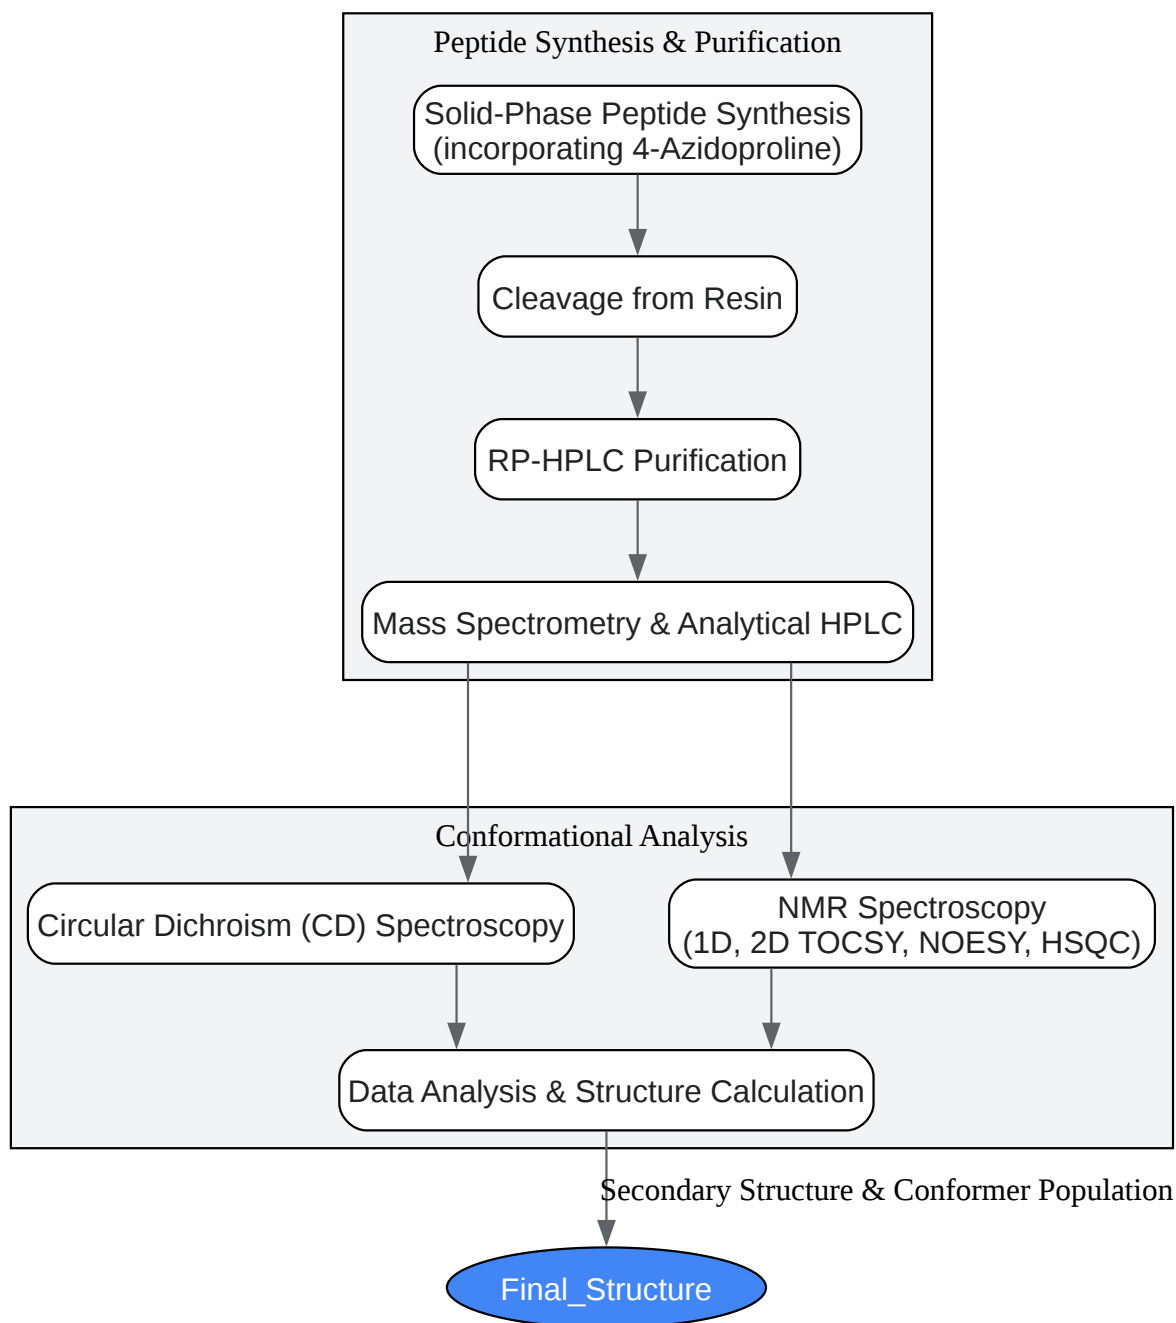 Peptide Synthesis & Purification
Solid-Phase Peptide Synthesis
(incorporating 4-Azidoproline)
Cleavage from Resin
RP-HPLC Purification
Mass Spectrometry & Analytical HPLC
Conformational Analysis
Circular Dichroism (CD) Spectroscopy
NMR Spectroscopy
(1D, 2D TOCSY, NOESY, HSQC)
Data Analysis & Structure Calculation
Secondary Structure & Conformer Population
Final_Structure